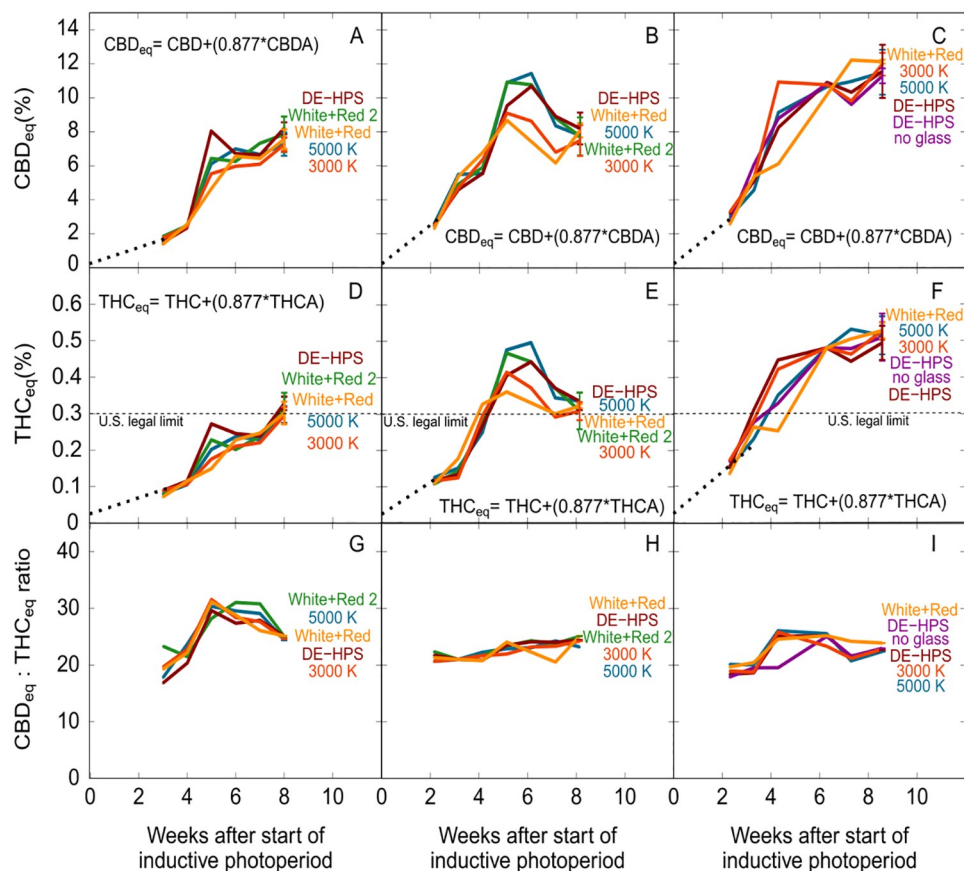 CBDeq(%)
14
12
10
8
6
4
2
0
A
CBDeq= CBD+(0.877*CBDA)
DE-HPS
White+Red 2
White+Red
5000 K
3000 K
B
DE-HPS
White+Red
5000 K
White+Red 2
3000 K
CBDeq= CBD+(0.877*CBDA)
C
White+Red
3000 K
5000 K
DE-HPS
DE-HPS
no glass
CBDeq= CBD+(0.877*CBDA)
THCeq(%)
0.6
0.5
0.4
0.3
0.2
0.1
0
D
THCeq= THC+(0.877*THCA)
DE-HPS
White+Red 2
White+Red
U.S. legal limit
5000 K
3000 K
E
U.S. legal limit
DE-HPS
5000 K
White+Red
White+Red 2
3000 K
THCeq= THC+(0.877*THCA)
F
White+Red
5000 K
3000 K
DE-HPS
no glass
DE-HPS
U.S. legal limit
THCeq= THC+(0.877*THCA)
CBDeq : THCeq ratio
40
30
20
10
0
G
White+Red 2
5000 K
White+Red
DE-HPS
3000 K
H
White+Red
DE-HPS
White+Red 2
3000 K
5000 K
I
White+Red
DE-HPS
no glass
DE-HPS
3000 K
5000 K
0 2 4 6 8 10 0 2 4 6 8 10 0 2 4 6 8 10
Weeks after start of
inductive photoperiod
Weeks after start of
inductive photoperiod
Weeks after start of
inductive photoperiod